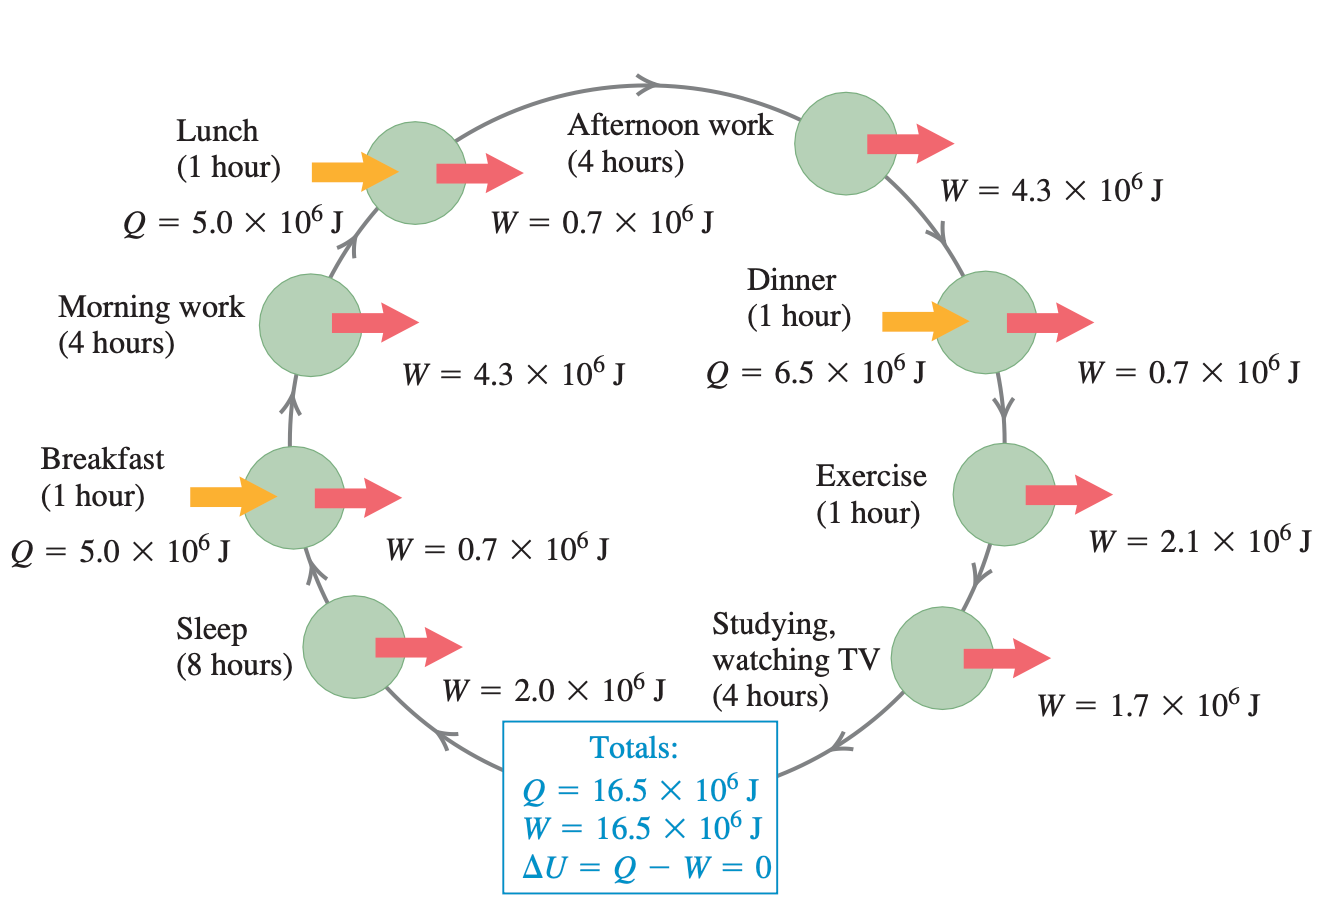 Lunch
(1 hour)
Q = 5.0 × 10⁶ J
W = 0.7 × 10⁶ J
Afternoon work
(4 hours)
W = 4.3 × 10⁶ J
Morning work
(4 hours)
W = 4.3 × 10⁶ J
Dinner
(1 hour)
Q = 6.5 × 10⁶ J
W = 0.7 × 10⁶ J
Breakfast
(1 hour)
Q = 5.0 × 10⁶ J
W = 0.7 × 10⁶ J
Exercise
(1 hour)
W = 2.1 × 10⁶ J
Sleep
(8 hours)
W = 2.0 × 10⁶ J
Studying,
watching TV
(4 hours)
W = 1.7 × 10⁶ J
Totals:
Q = 16.5 × 10⁶ J
W = 16.5 × 10⁶ J
ΔU = Q − W = 0